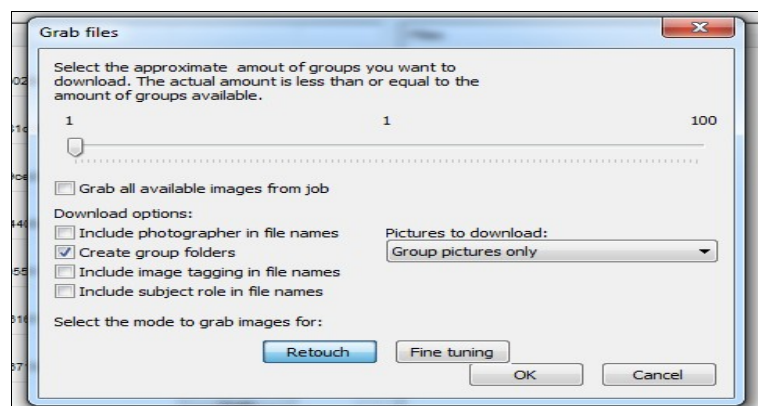 Grab files
Select the approximate amout of groups you want to
download. The actual amount is less than or equal to the
amount of groups available.
1 1 100
Grab all available images from job
Download options:
Include photographer in file names
Pictures to download:
Create group folders
Group pictures only
Include image tagging in file names
Include subject role in file names
Select the mode to grab images for:
Retouch Fine tuning
OK Cancel